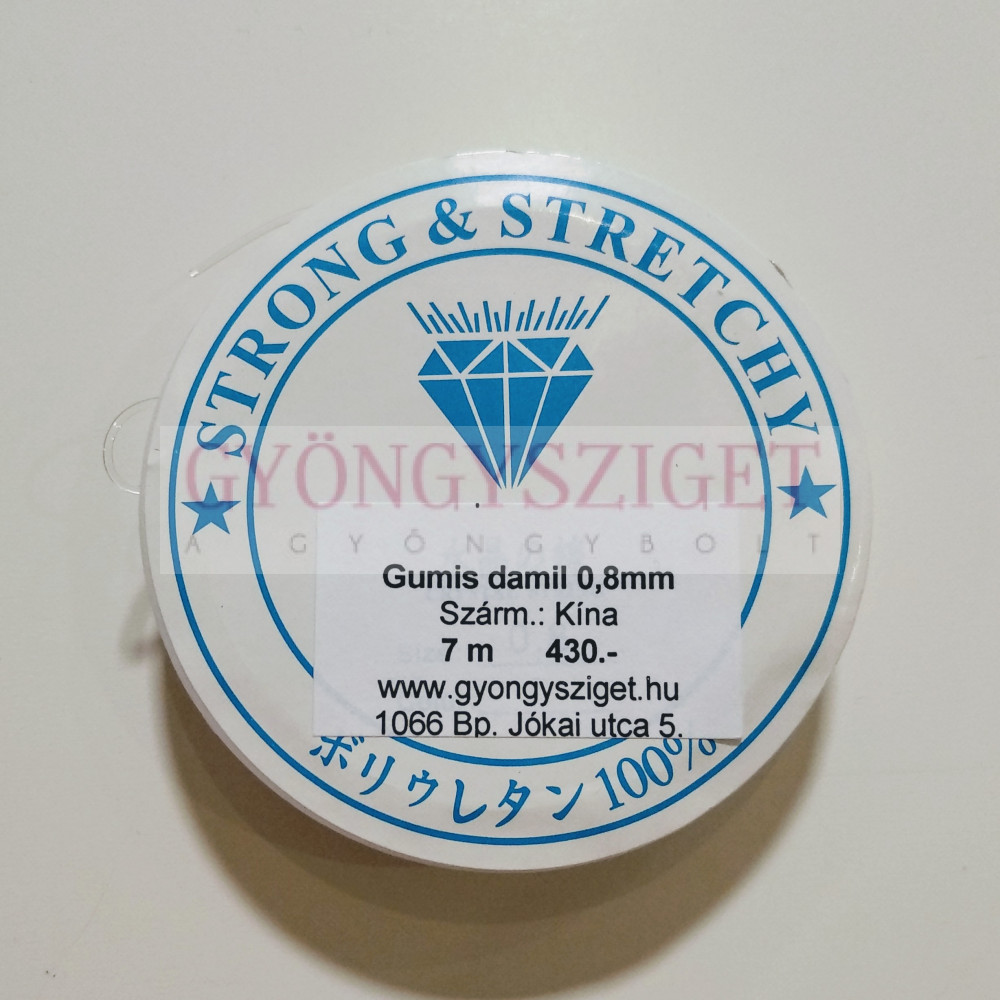 STRONG & STRETCHY
GYÖNGYSZIGET
A GYÖNGYBOLT
Gumis damil 0,8mm
Szárm.: Kína
7 m 430.-
www.gyongysziget.hu
1066 Bp. Jókai utca 5.
ボリウレタン100%